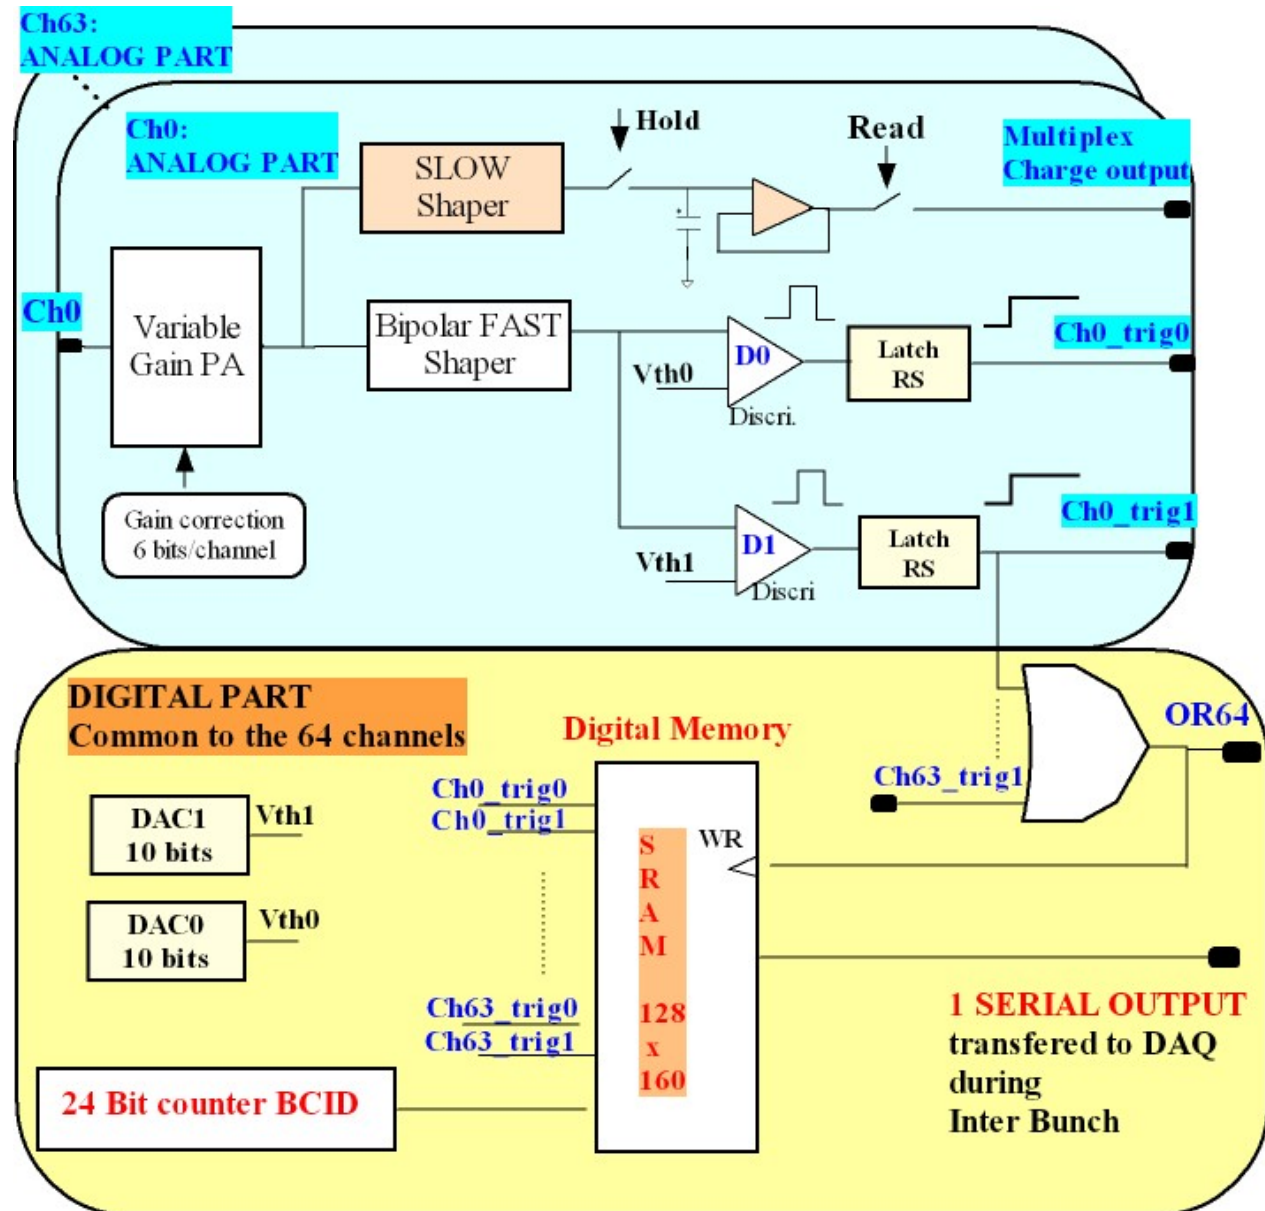 Ch63:
ANALOG PART
Ch0:
ANALOG PART
Hold
Read
Multiplex
Charge output
SLOW
Shaper
Ch0
Variable
Gain PA
Bipolar FAST
Shaper
Vth0
D0
Discri.
Latch
RS
Ch0_trig0
Gain correction
6 bits/channel
Vth1
D1
Discri
Latch
RS
Ch0_trig1
DIGITAL PART
Common to the 64 channels
Digital Memory
OR64
Ch63_trig1
Ch0_trig0
Ch0_trig1
DAC1
10 bits
Vth1
DAC0
10 bits
Vth0
WR
S
R
A
M
128
x
160
Ch63_trig0
Ch63_trig1
24 Bit counter BCID
1 SERIAL OUTPUT
transfered to DAQ
during
Inter Bunch